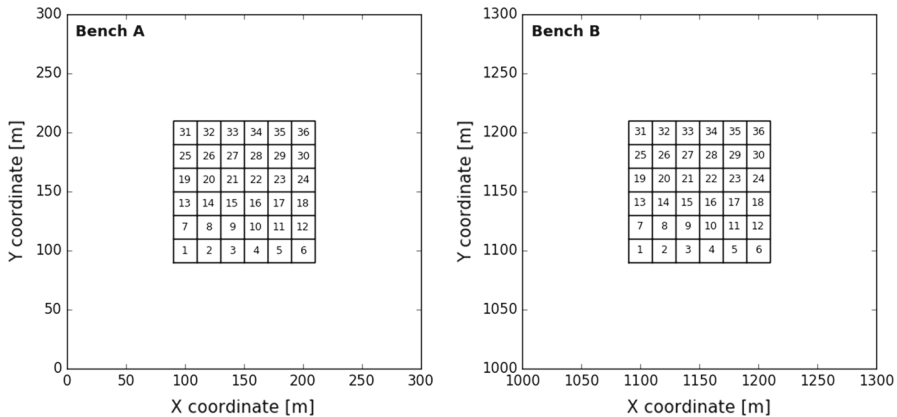 Bench A
300
250
200
150
100
50
0
Y coordinate [m]
31 32 33 34 35 36
25 26 27 28 29 30
19 20 21 22 23 24
13 14 15 16 17 18
7 8 9 10 11 12
1 2 3 4 5 6
0 50 100 150 200 250 300
X coordinate [m]
Bench B
1300
1250
1200
1150
1100
1050
1000
Y coordinate [m]
31 32 33 34 35 36
25 26 27 28 29 30
19 20 21 22 23 24
13 14 15 16 17 18
7 8 9 10 11 12
1 2 3 4 5 6
1000 1050 1100 1150 1200 1250 1300
X coordinate [m]